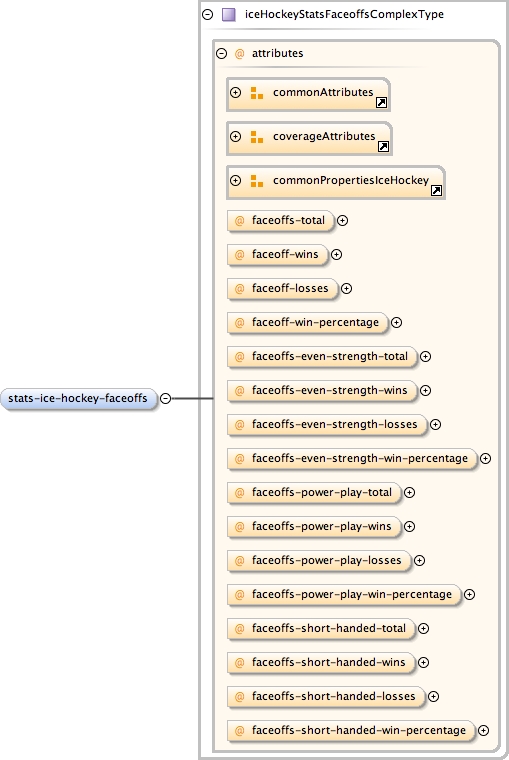 iceHockeyStatsFaceoffsComplexType
@ attributes
commonAttributes
coverageAttributes
commonPropertiesIceHockey
@ faceoffs-total
@ faceoff-wins
@ faceoff-losses
@ faceoff-win-percentage
@ faceoffs-even-strength-total
@ faceoffs-even-strength-wins
stats-ice-hockey-faceoffs
@ faceoffs-even-strength-losses
@ faceoffs-even-strength-win-percentage
@ faceoffs-power-play-total
@ faceoffs-power-play-wins
@ faceoffs-power-play-losses
@ faceoffs-power-play-win-percentage
@ faceoffs-short-handed-total
@ faceoffs-short-handed-wins
@ faceoffs-short-handed-losses
@ faceoffs-short-handed-win-percentage